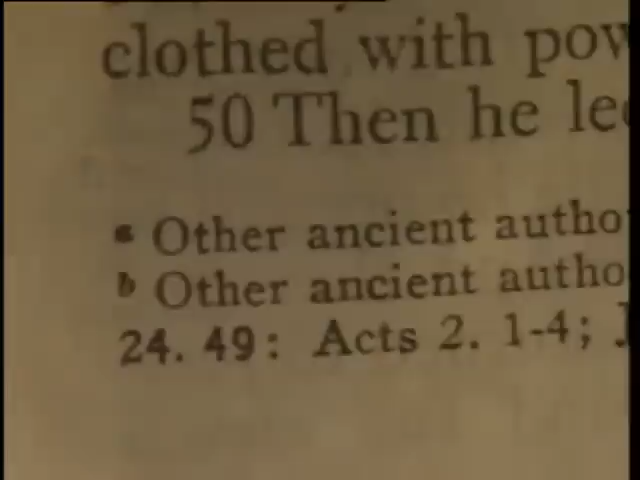 clothed with pow
50 Then he le
a Other ancient autho
b Other ancient autho
24. 49: Acts 2. 1-4; J